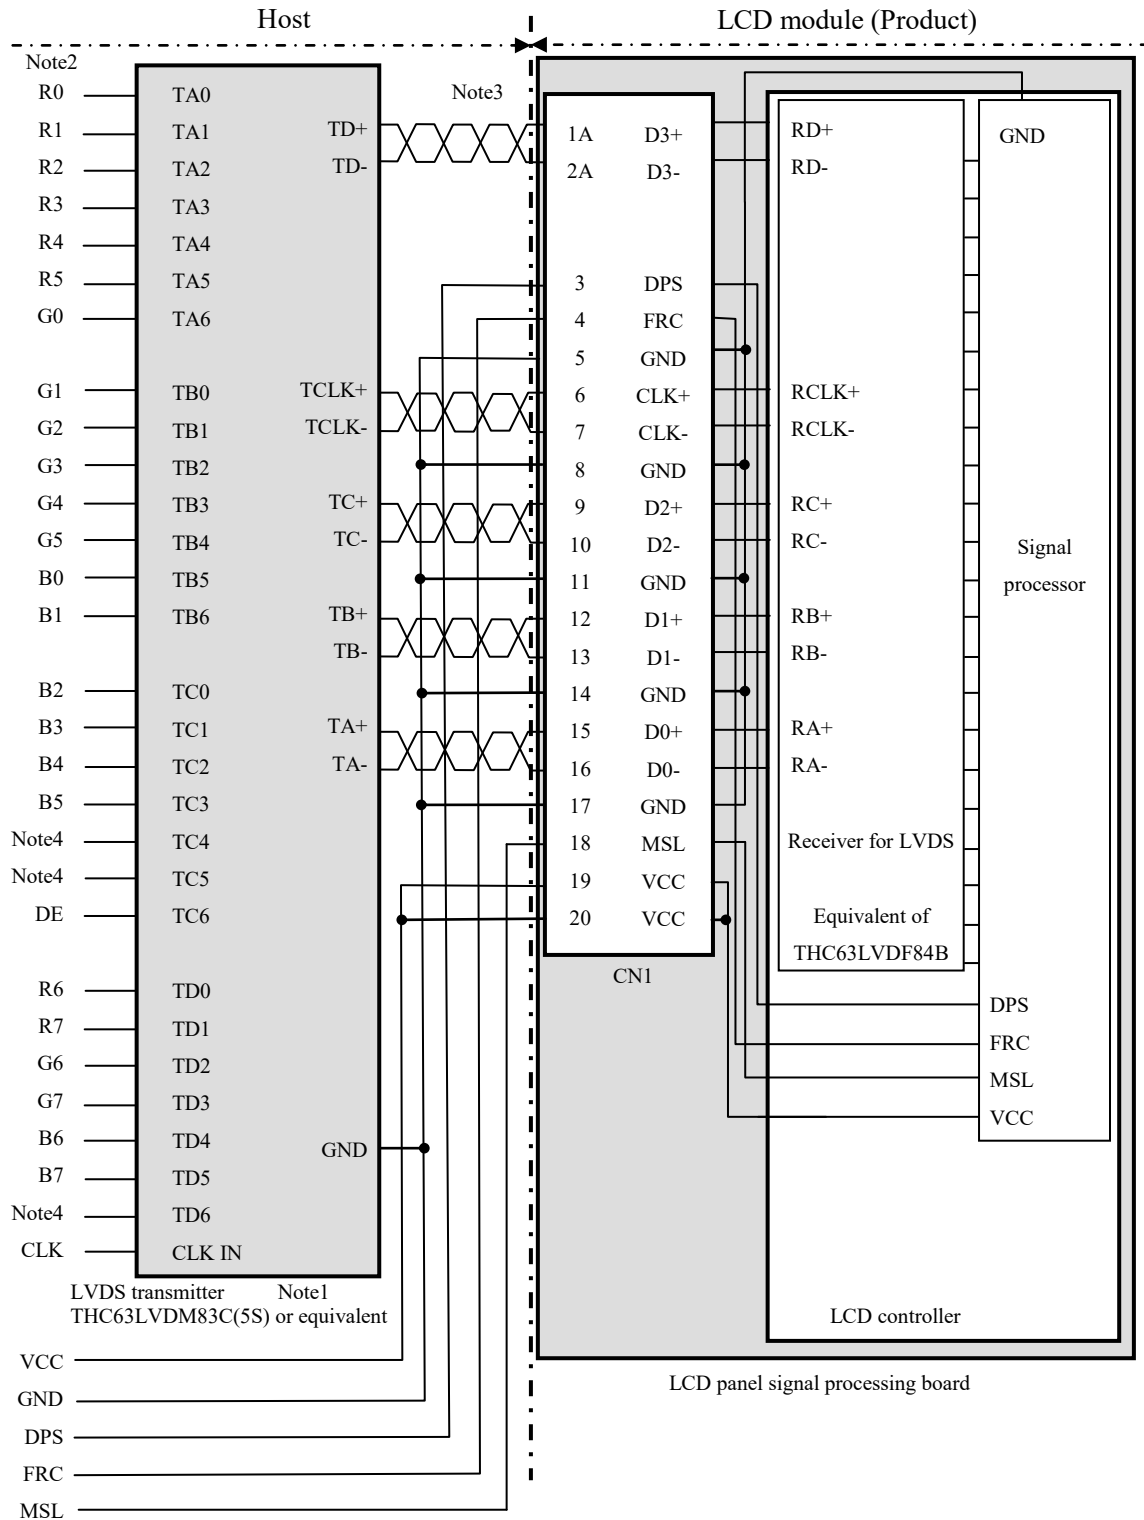 Host
LCD module (Product)
Note2
R0 TA0
R1 TA1
R2 TA2
R3 TA3
R4 TA4
R5 TA5
G0 TA6
G1 TB0
G2 TB1
G3 TB2
G4 TB3
G5 TB4
B0 TB5
B1 TB6
B2 TC0
B3 TC1
B4 TC2
B5 TC3
Note4 TC4
Note4 TC5
DE TC6
R6 TD0
R7 TD1
G6 TD2
G7 TD3
B6 TD4
B7 TD5
Note4 TD6
CLK CLK IN
TD+
TD-
TCLK+
TCLK-
TC+
TC-
TB+
TB-
TA+
TA-
GND
LVDS transmitter Note1
THC63LVDM83C(5S) or equivalent
VCC
GND
DPS
FRC
MSL
Note3
1A D3+
2A D3-
3 DPS
4 FRC
5 GND
6 CLK+
7 CLK-
8 GND
9 D2+
10 D2-
11 GND
12 D1+
13 D1-
14 GND
15 D0+
16 D0-
17 GND
18 MSL
19 VCC
20 VCC
CN1
RD+
RD-
RCLK+
RCLK-
RC+
RC-
RB+
RB-
RA+
RA-
Receiver for LVDS
Equivalent of
THC63LVDF84B
GND
Signal
processor
DPS
FRC
MSL
VCC
LCD controller
LCD panel signal processing board